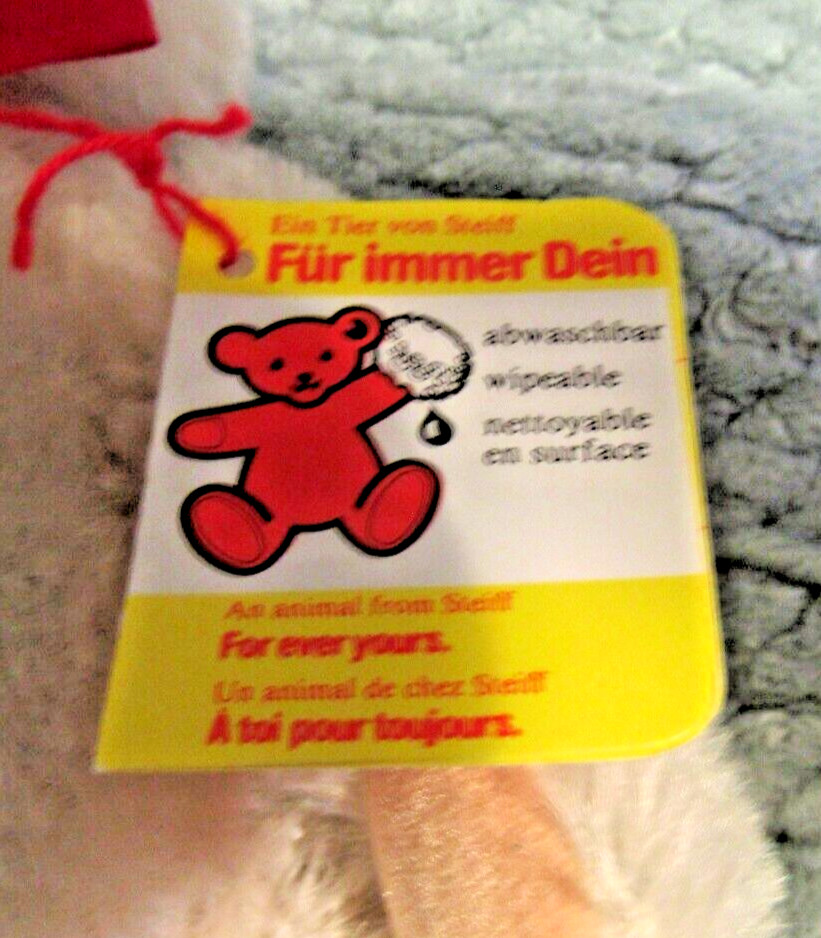 Ein Tier von Steiff
Für immer Dein
abwaschbar
wipeable
nettoyable
en surface
An animal from Steiff
For ever yours.
Un animal de chez Steiff
À toi pour toujours.